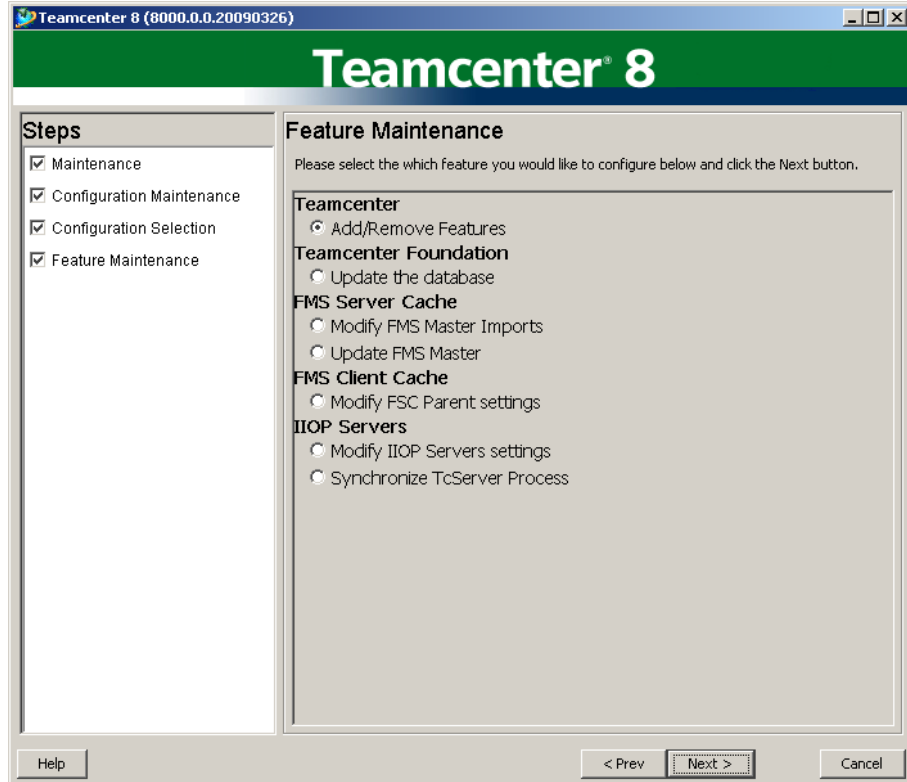 Teamcenter 8 (8000.0.0.20090326)
Teamcenter® 8
Steps
Maintenance
Configuration Maintenance
Configuration Selection
Feature Maintenance
Feature Maintenance
Please select the which feature you would like to configure below and click the Next button.
Teamcenter
Add/Remove Features
Teamcenter Foundation
Update the database
FMS Server Cache
Modify FMS Master Imports
Update FMS Master
FMS Client Cache
Modify FSC Parent settings
IIOP Servers
Modify IIOP Servers settings
Synchronize TcServer Process
Help
< Prev
Next >
Cancel